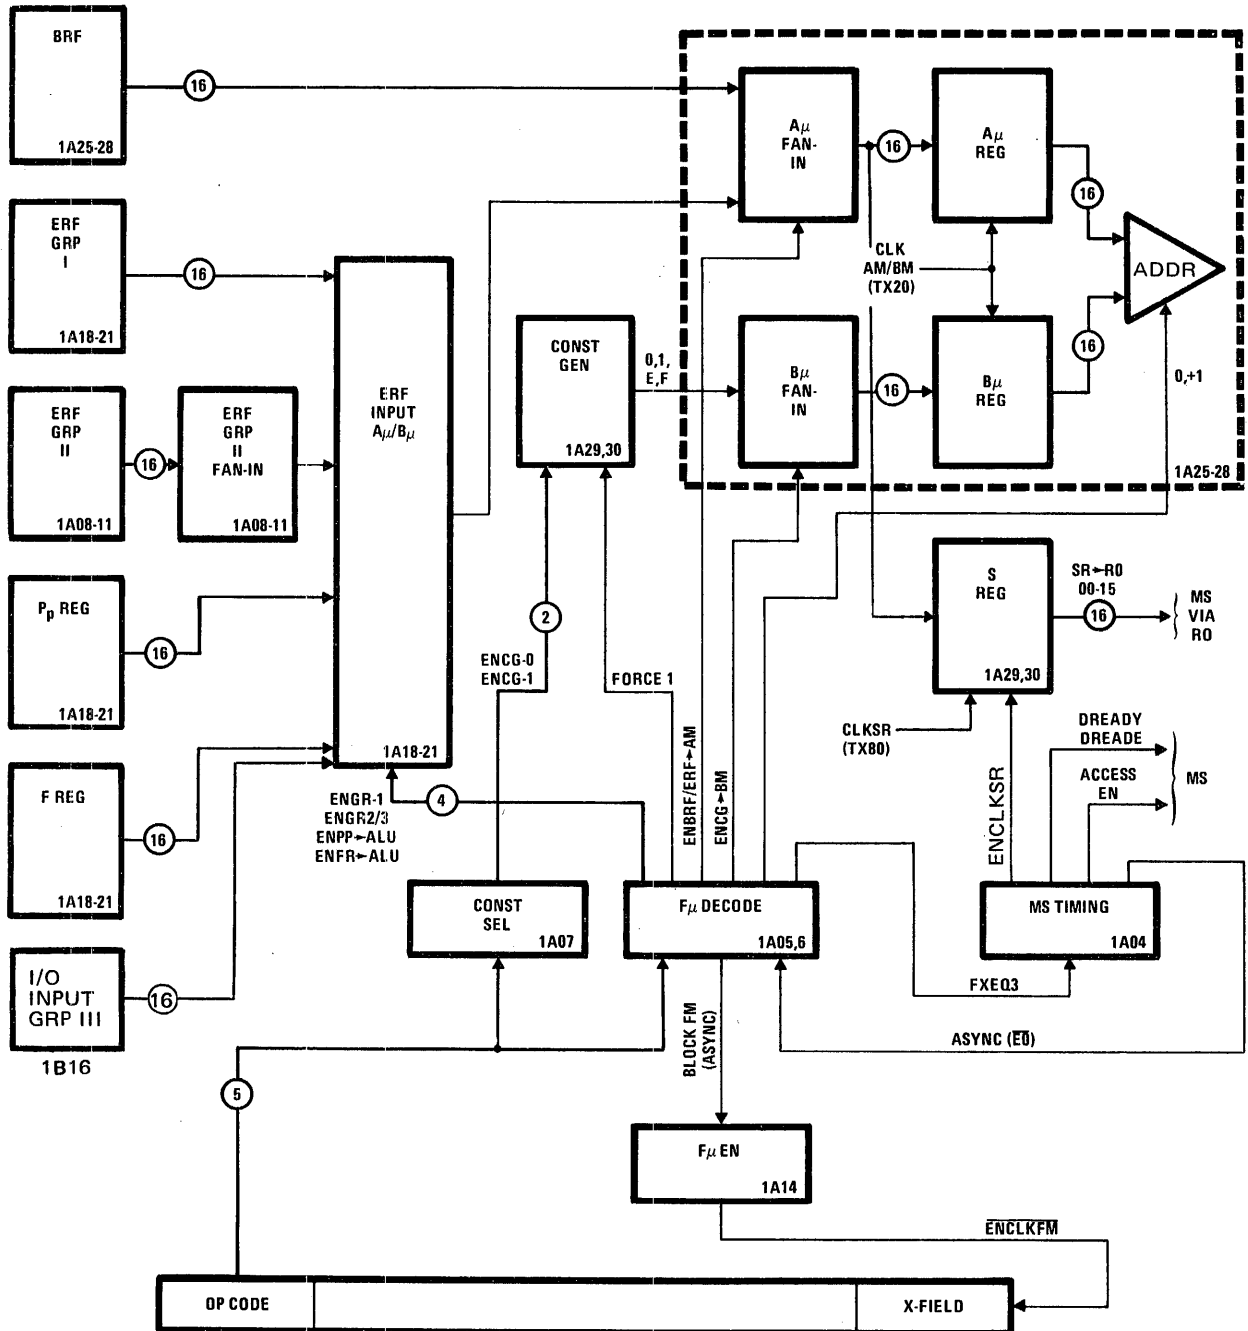 BRF
1A25-28
16
ERF
GRP
I
1A18-21
16
ERF
GRP
II
1A08-11
16
ERF
GRP
II
FAN-IN
1A08-11
Pp REG
1A18-21
16
F REG
1A18-21
16
I/O
INPUT
GRP III
1B16
16
ERF
INPUT
Aμ/Bμ
1A18-21
ENGR-1
ENGR2/3
ENPP→ALU
ENFR→ALU
4
CONST
GEN
1A29,30
0,1,
E,F
2
ENCG-0
ENCG-1
FORCE 1
Aμ
FAN-
IN
16
Aμ
REG
16
CLK
AM/BM
(TX20)
Bμ
FAN-
IN
16
Bμ
REG
16
ADDR
0,+1
1A25-28
S
REG
1A29,30
SR→RO
00-15
16
MS
VIA
RO
CLKSR
(TX80)
ENCLKSR
DREADY
DREADE
ACCESS
EN
MS
ENBRF/ERF→AM
ENCG→BM
CONST
SEL
1A07
Fμ DECODE
1A05,6
MS TIMING
1A04
FXEQ3
ASYNC (E0)
BLOCK FM
(ASYNC)
5
Fμ EN
1A14
ENCLKFM
OP CODE
X-FIELD